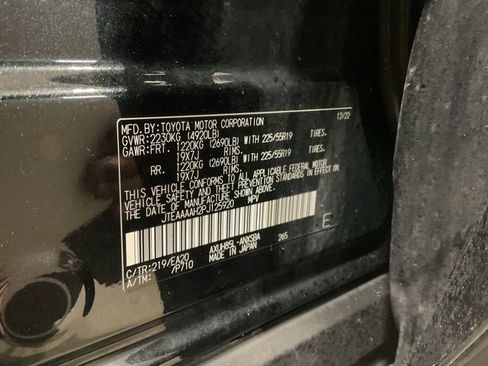 MFD.BY:TOYOTA MOTOR CORPORATION 12/22
GVWR:2230KG (4920LB)
GAWR:FRT. 1220KG (2690LB) WITH 225/55R19 TIRES.
19X7J RIMS.
RR. 1220KG (2690LB) WITH 225/55R19 TIRES.
19X7J RIMS.
THIS VEHICLE CONFORMS TO ALL APPLICABLE FEDERAL MOTOR
VEHICLE SAFETY AND THEFT PREVENTION STANDARDS IN EFFECT ON
THE DATE OF MANUFACTURE SHOWN ABOVE.
JTEAAAAH2PJ125920 MPV
C/TR:219/EA20 AXUH85L-ANXSBA 265 E
A/TM: /P710 MADE IN JAPAN